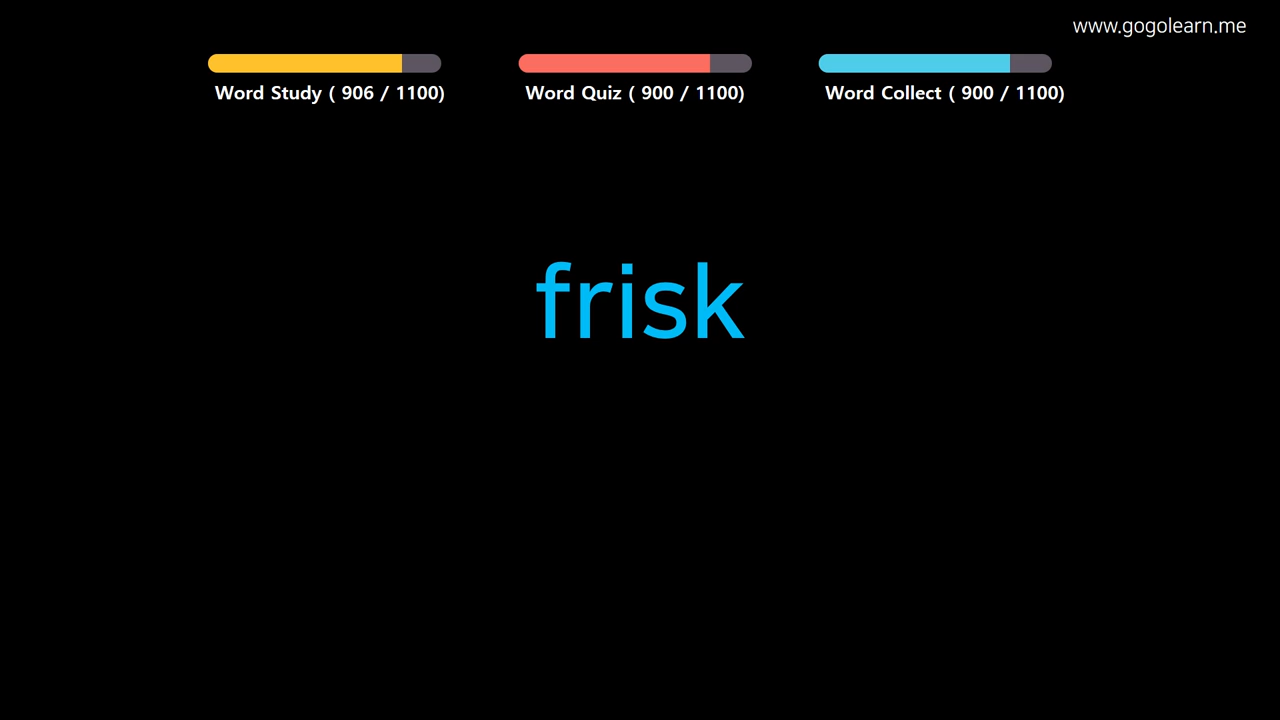 www.gogolearn.me
Word Study ( 906 / 1100)
Word Quiz ( 900 / 1100)
Word Collect ( 900 / 1100)
frisk